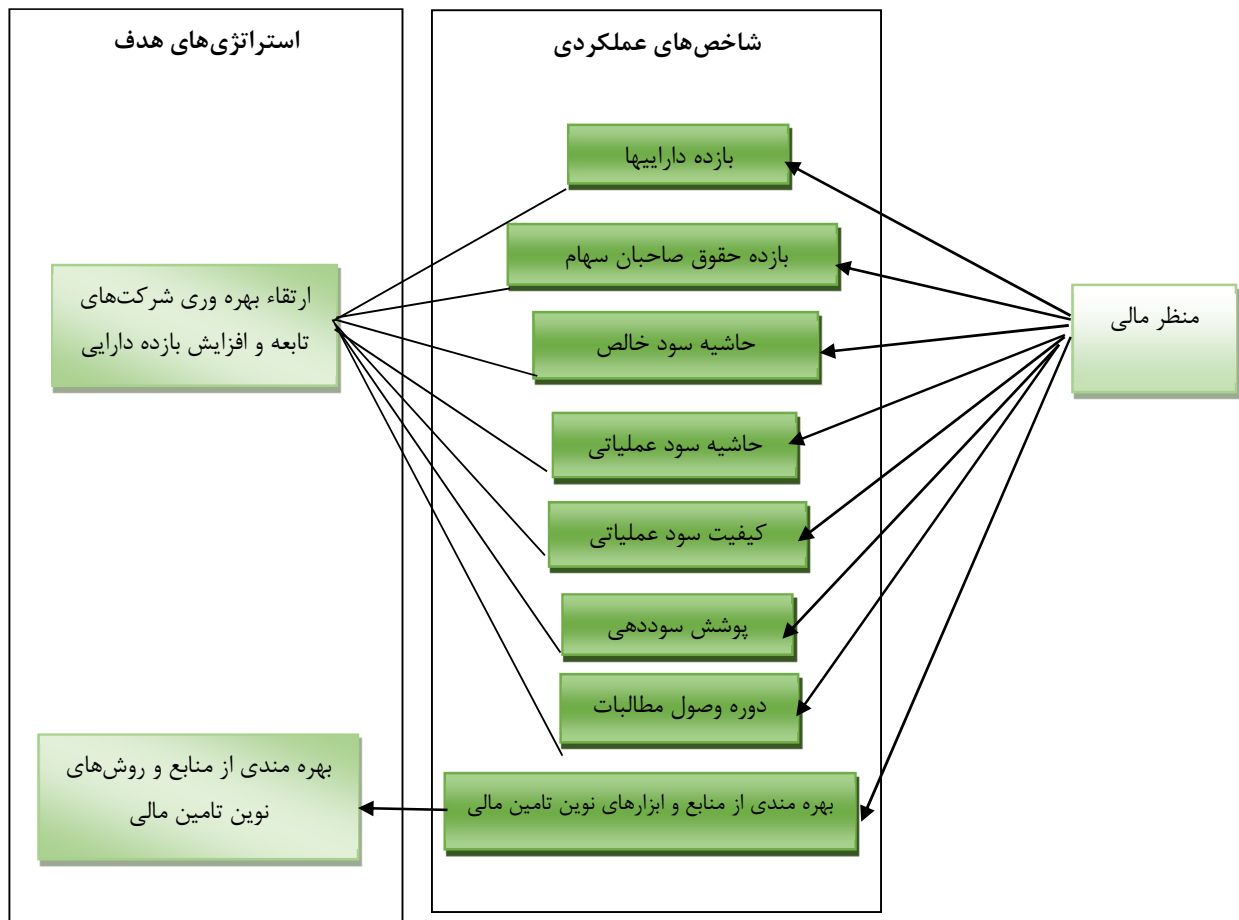 شاخص‌های عملکردی
استراتژی‌های هدف
منظر مالی
بازده داراییها
بازده حقوق صاحبان سهام
حاشیه سود خالص
حاشیه سود عملیاتی
کیفیت سود عملیاتی
پوشش سوددهی
دوره وصول مطالبات
بهره مندی از منابع و ابزارهای نوین تامین مالی
ارتقاء بهره وری شرکت‌های
تابعه و افزایش بازده دارایی
بهره مندی از منابع و روش‌های
نوین تامین مالی